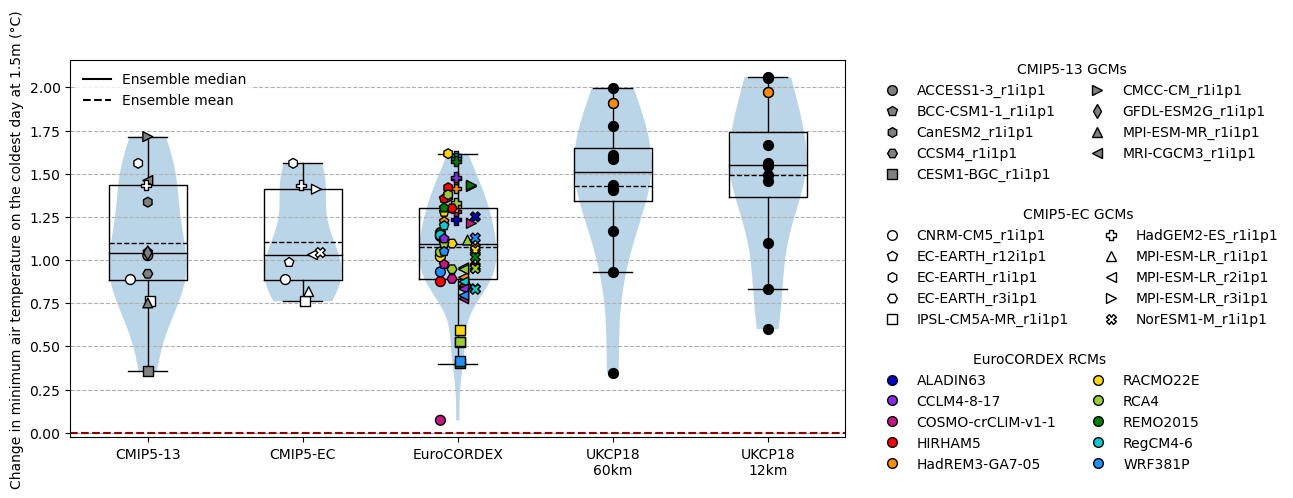 Change in minimum air temperature on the coldest day at 1.5m (°C)
Ensemble median
Ensemble mean
2.00
1.75
1.50
1.25
1.00
0.75
0.50
0.25
0.00
CMIP5-13
CMIP5-EC
EuroCORDEX
UKCP18
60km
UKCP18
12km
CMIP5-13 GCMs
ACCESS1-3_r1i1p1
BCC-CSM1-1_r1i1p1
CanESM2_r1i1p1
CCSM4_r1i1p1
CESM1-BGC_r1i1p1
CMCC-CM_r1i1p1
GFDL-ESM2G_r1i1p1
MPI-ESM-MR_r1i1p1
MRI-CGCM3_r1i1p1
CMIP5-EC GCMs
CNRM-CM5_r1i1p1
EC-EARTH_r12i1p1
EC-EARTH_r1i1p1
EC-EARTH_r3i1p1
IPSL-CM5A-MR_r1i1p1
HadGEM2-ES_r1i1p1
MPI-ESM-LR_r1i1p1
MPI-ESM-LR_r2i1p1
MPI-ESM-LR_r3i1p1
NorESM1-M_r1i1p1
EuroCORDEX RCMs
ALADIN63
CCLM4-8-17
COSMO-crCLIM-v1-1
HIRHAM5
HadREM3-GA7-05
RACMO22E
RCA4
REMO2015
RegCM4-6
WRF381P